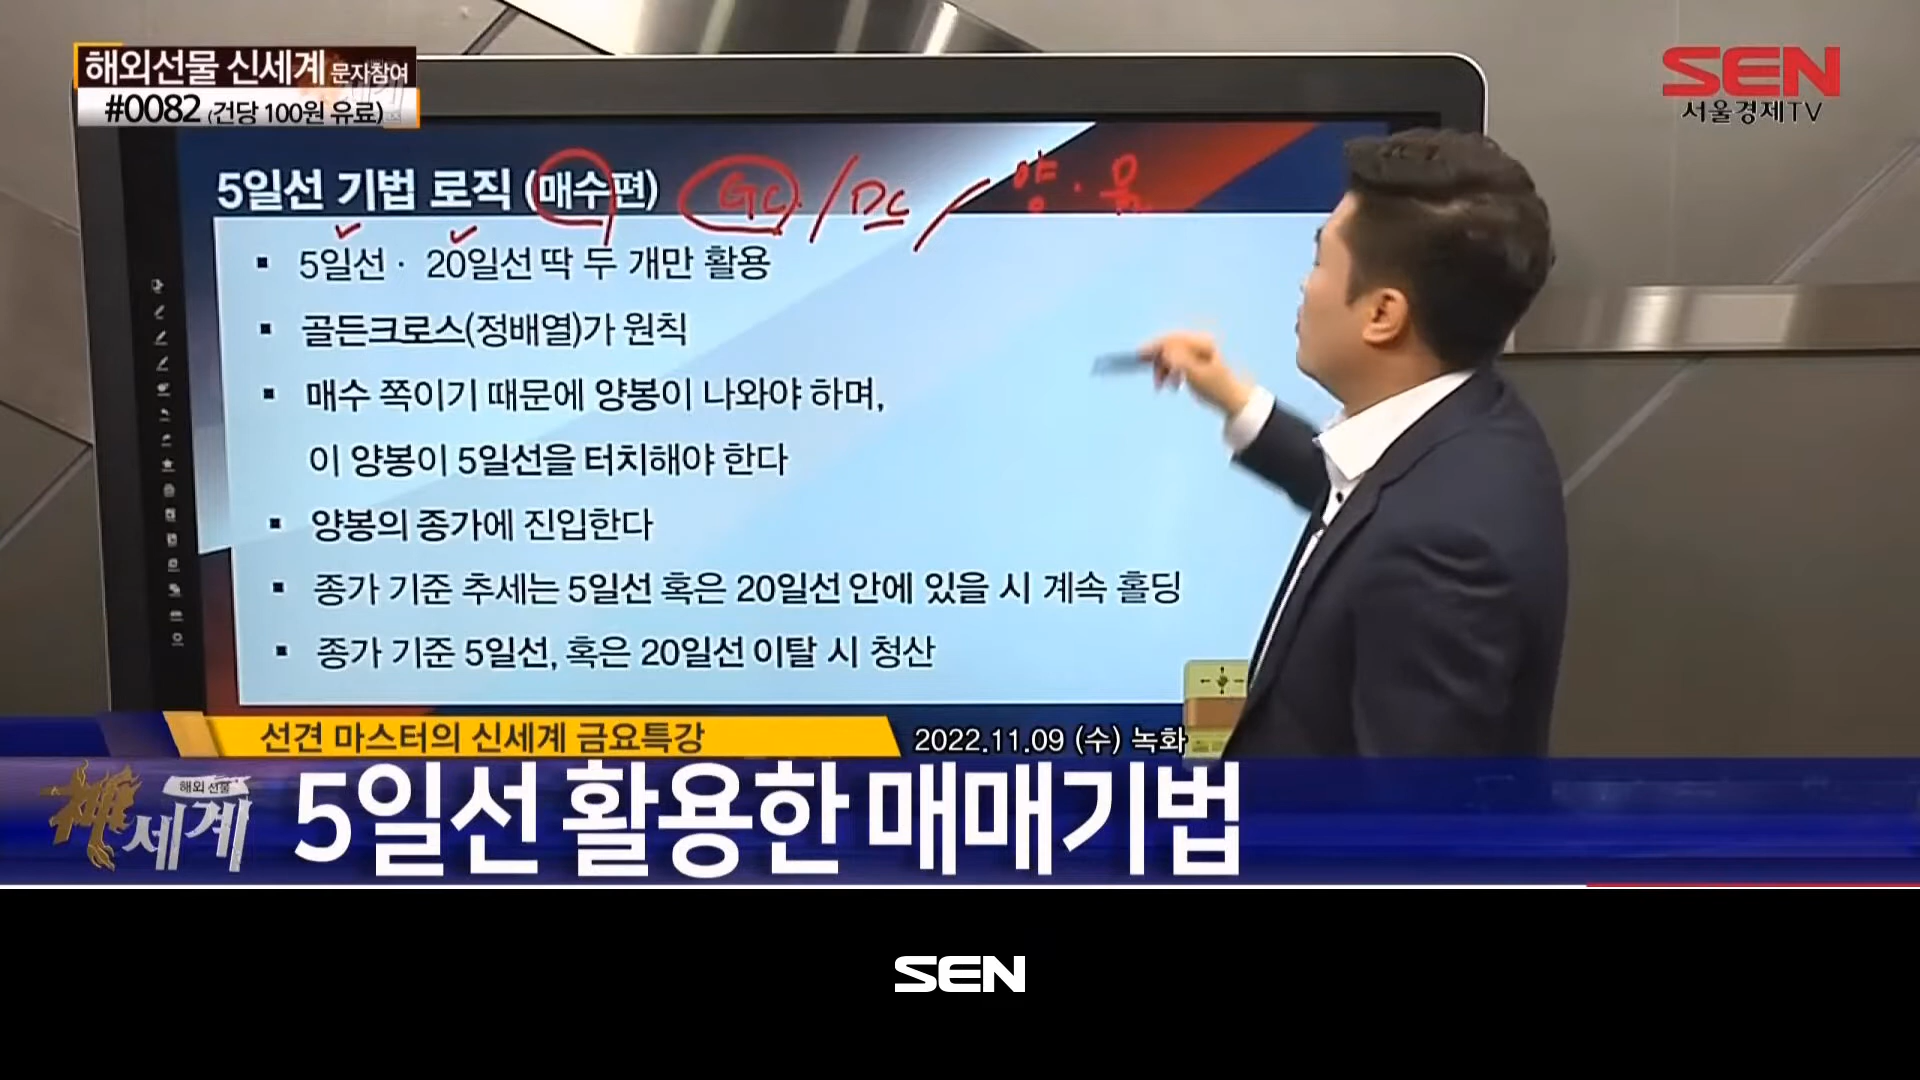 해외선물 신세계 문자참여
#0082 (건당 100원 유료)
SEN
서울경제TV
5일선 기법 로직 (매수편)
GC / DC / 양 · 음
▪ 5일선 · 20일선 딱 두 개만 활용
▪ 골든크로스(정배열)가 원칙
▪ 매수 쪽이기 때문에 양봉이 나와야 하며,
이 양봉이 5일선을 터치해야 한다
▪ 양봉의 종가에 진입한다
▪ 종가 기준 추세는 5일선 혹은 20일선 안에 있을 시 계속 홀딩
▪ 종가 기준 5일선, 혹은 20일선 이탈 시 청산
선견 마스터의 신세계 금요특강
2022.11.09 (수) 녹화
해외 선물
神세계
5일선 활용한 매매기법
SEN